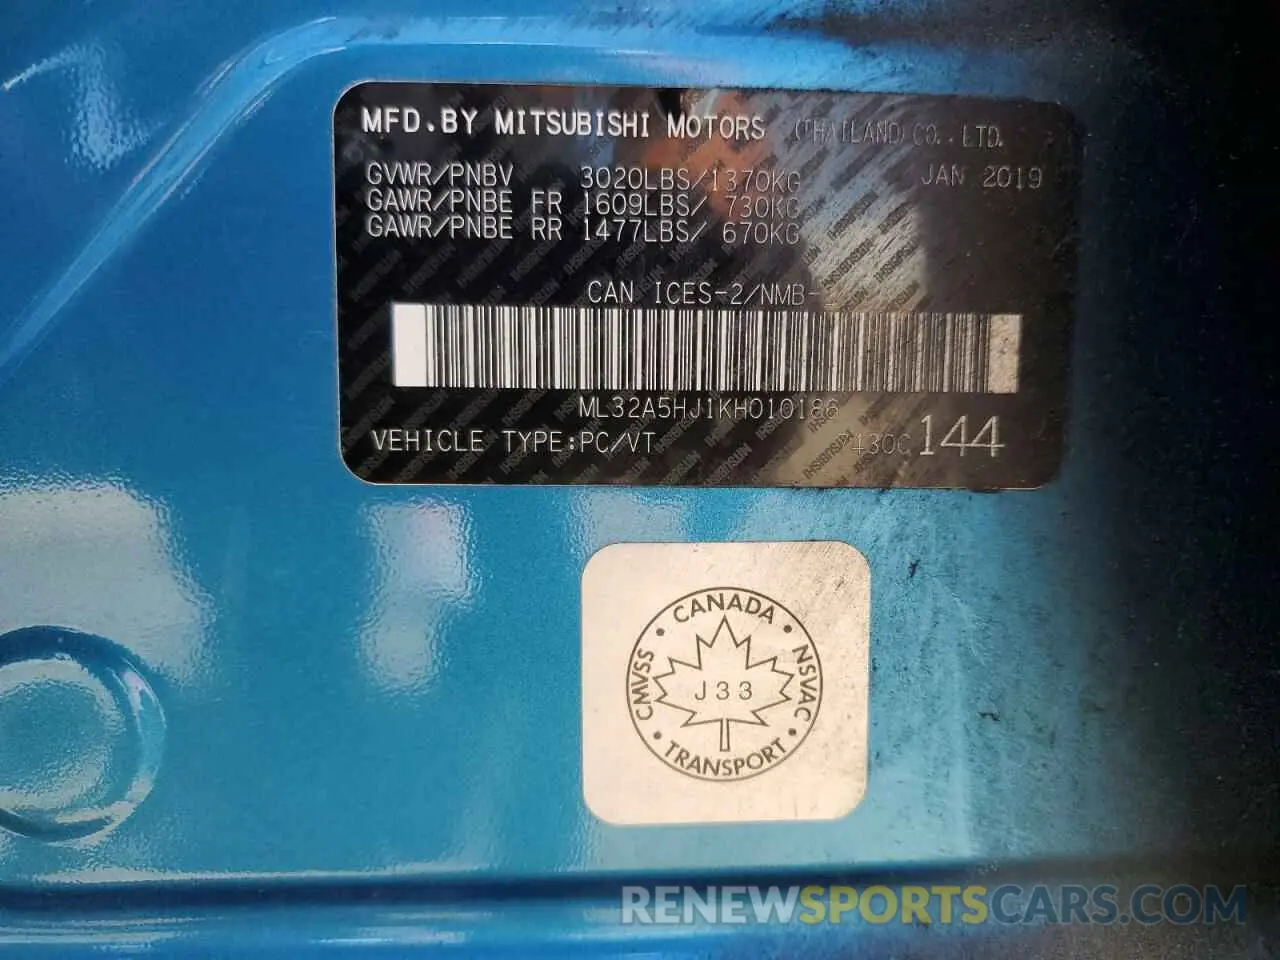 MFD.BY MITSUBISHI MOTORS (THAILAND) CO., LTD.
GVWR/PNBV 3020LBS/1370KG JAN 2019
GAWR/PNBE FR 1609LBS/ 730KG
GAWR/PNBE RR 1477LBS/ 670KG
CAN ICES-2/NMB-
ML32A5HJ1KH010186
VEHICLE TYPE:PC/VT 430C 144
CANADA
CMVSS
NSVAC
J33
TRANSPORT
RENEWSPORTSCARS.COM